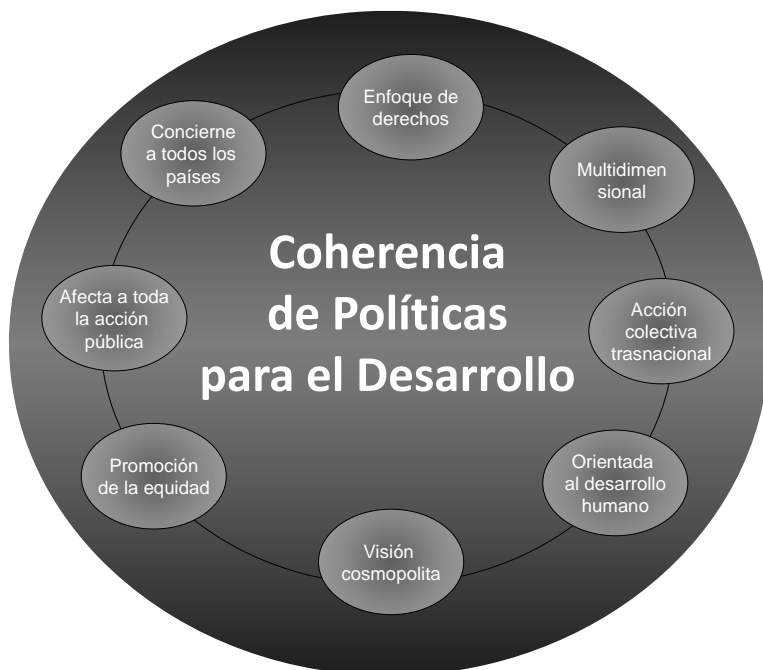 Enfoque de
derechos
Concierne
a todos los
países
Multidimen
sional
Coherencia
de Políticas
para el Desarrollo
Afecta a toda
la acción
pública
Acción
colectiva
trasnacional
Promoción
de la equidad
Orientada
al desarrollo
humano
Visión
cosmopolita